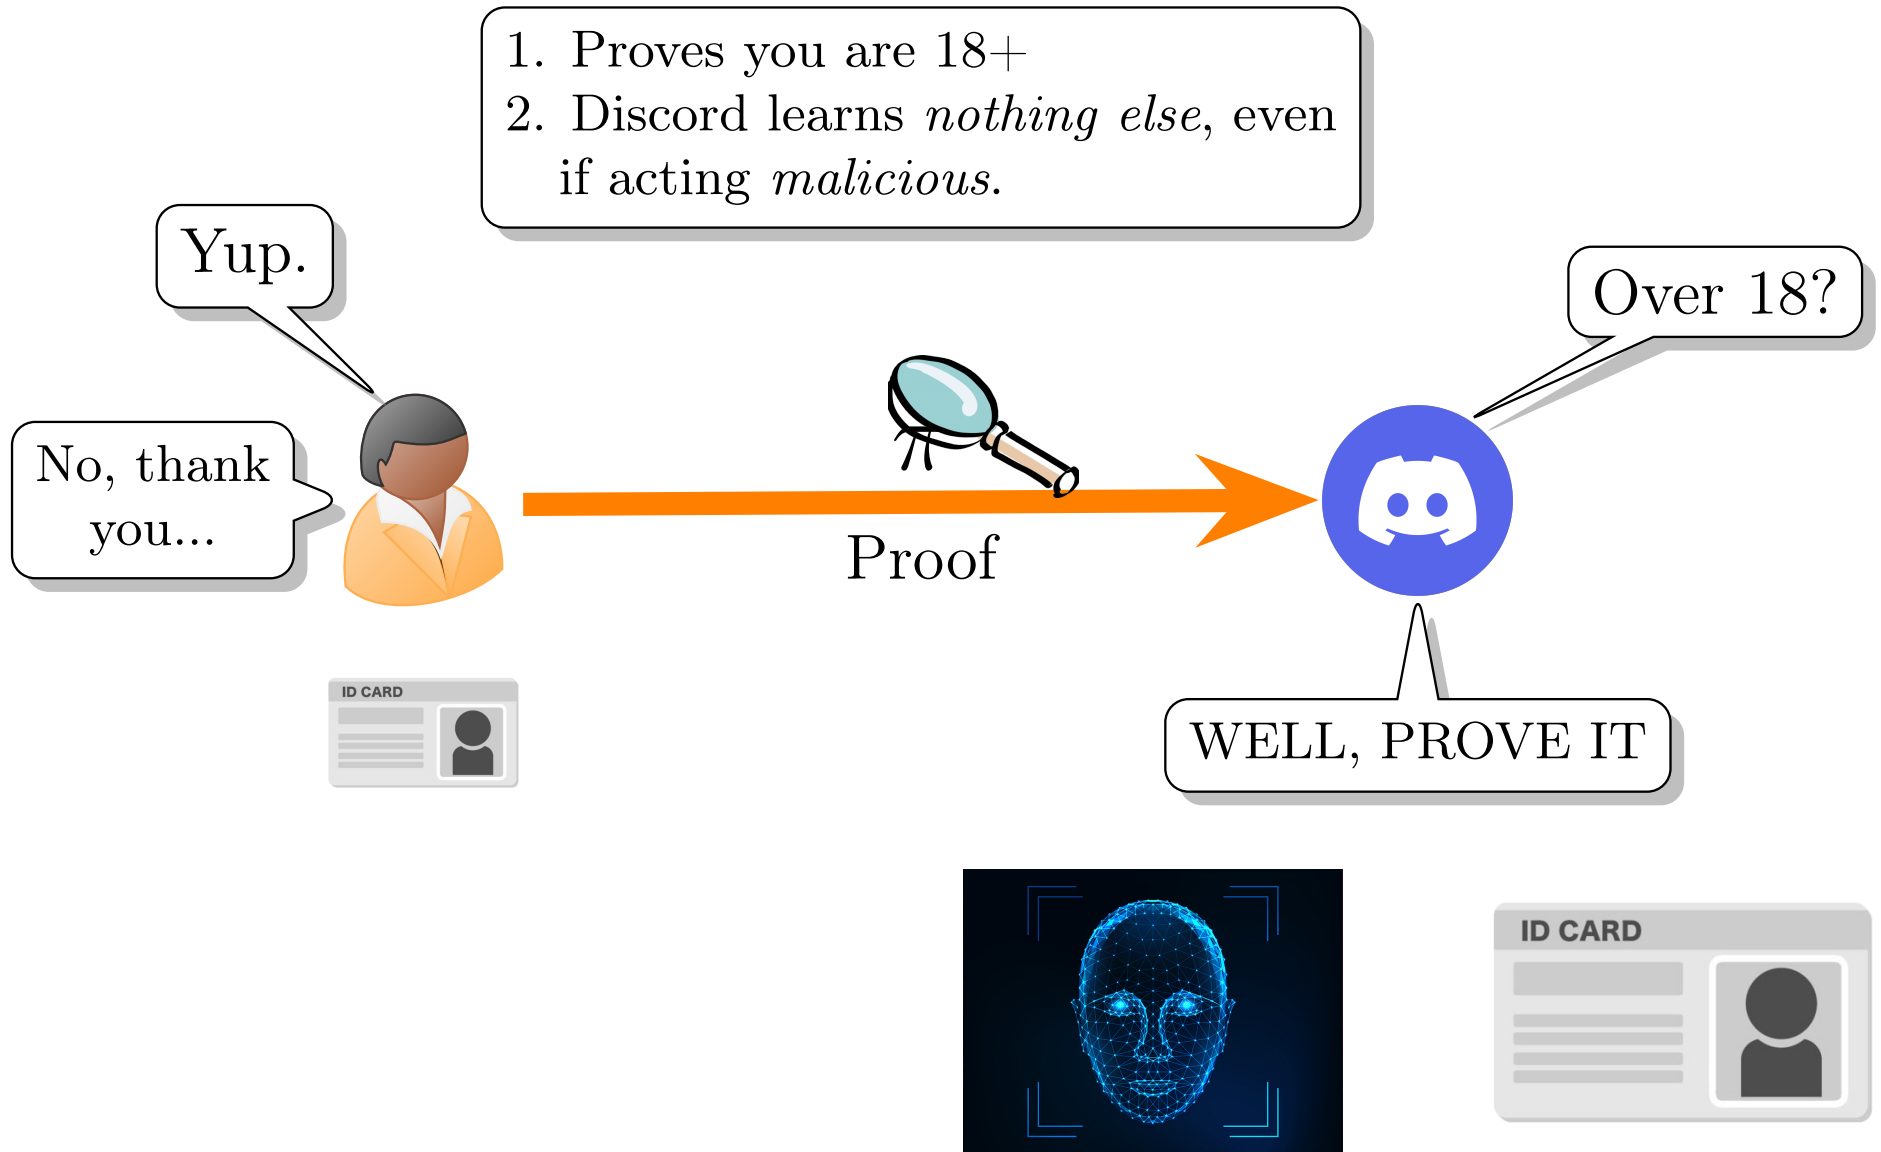 1. Proves you are 18+
2. Discord learns nothing else, even
if acting malicious.
Yup.
Over 18?
No, thank
you...
Proof
ID CARD
WELL, PROVE IT
ID CARD